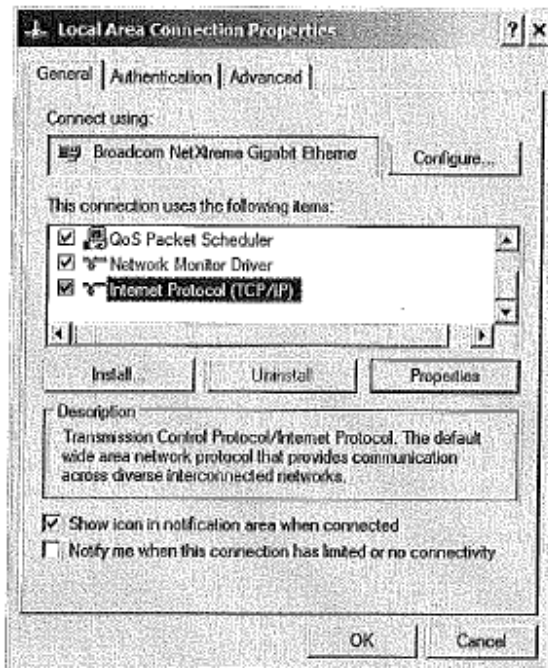 Local Area Connection Properties
General Authentication Advanced
Connect using:
Broadcom NetXtreme Gigabit Etherne
Configure...
This connection uses the following items:
QoS Packet Scheduler
Network Monitor Driver
Internet Protocol (TCP/IP)
Install... Uninstall Properties
Description
Transmission Control Protocol/Internet Protocol. The default
wide area network protocol that provides communication
across diverse interconnected networks.
Show icon in notification area when connected
Notify me when this connection has limited or no connectivity
OK Cancel